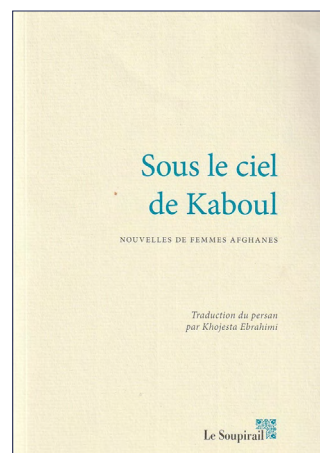 Sous le ciel
de Kaboul
NOUVELLES DE FEMMES AFGHANES
Traduction du persan
par Khojesta Ebrahimi
Le Soupirail